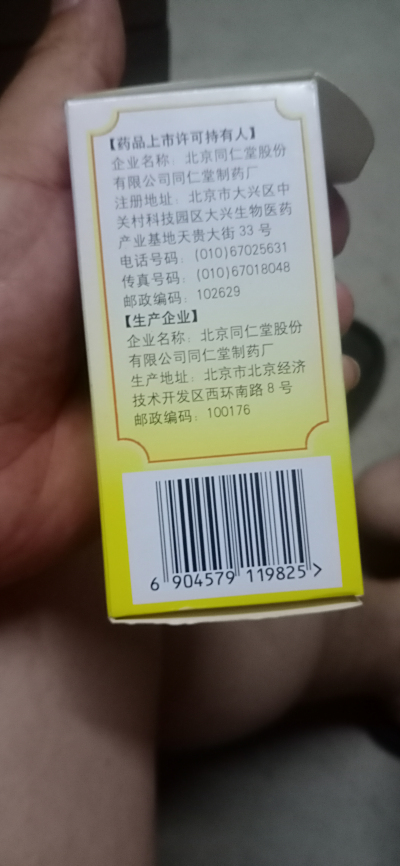 【药品上市许可持有人】
企业名称：北京同仁堂股份
有限公司同仁堂制药厂
注册地址：北京市大兴区中
关村科技园区大兴生物医药
产业基地天贵大街 33 号
电话号码：(010)67025631
传真号码：(010)67018048
邮政编码：102629
【生产企业】
企业名称：北京同仁堂股份
有限公司同仁堂制药厂
生产地址：北京市北京经济
技术开发区西环南路 8 号
邮政编码：100176
6 904579 119825 >